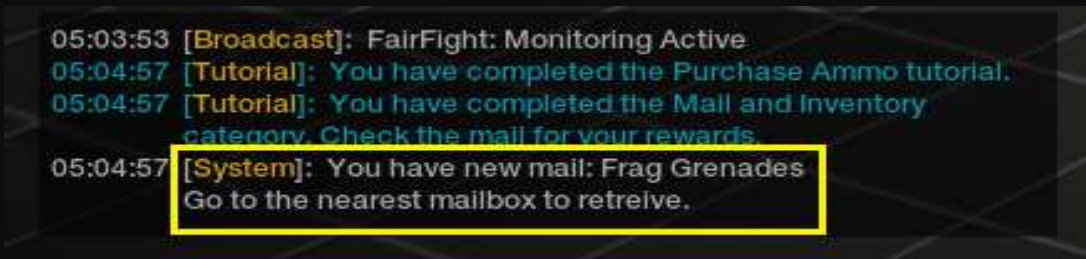 05:03:53 [Broadcast]: FairFight: Monitoring Active
05:04:57 [Tutorial]: You have completed the Purchase Ammo tutorial.
05:04:57 [Tutorial]: You have completed the Mail and Inventory
category. Check the mail for your rewards.
05:04:57 [System]: You have new mail: Frag Grenades
Go to the nearest mailbox to retreive.